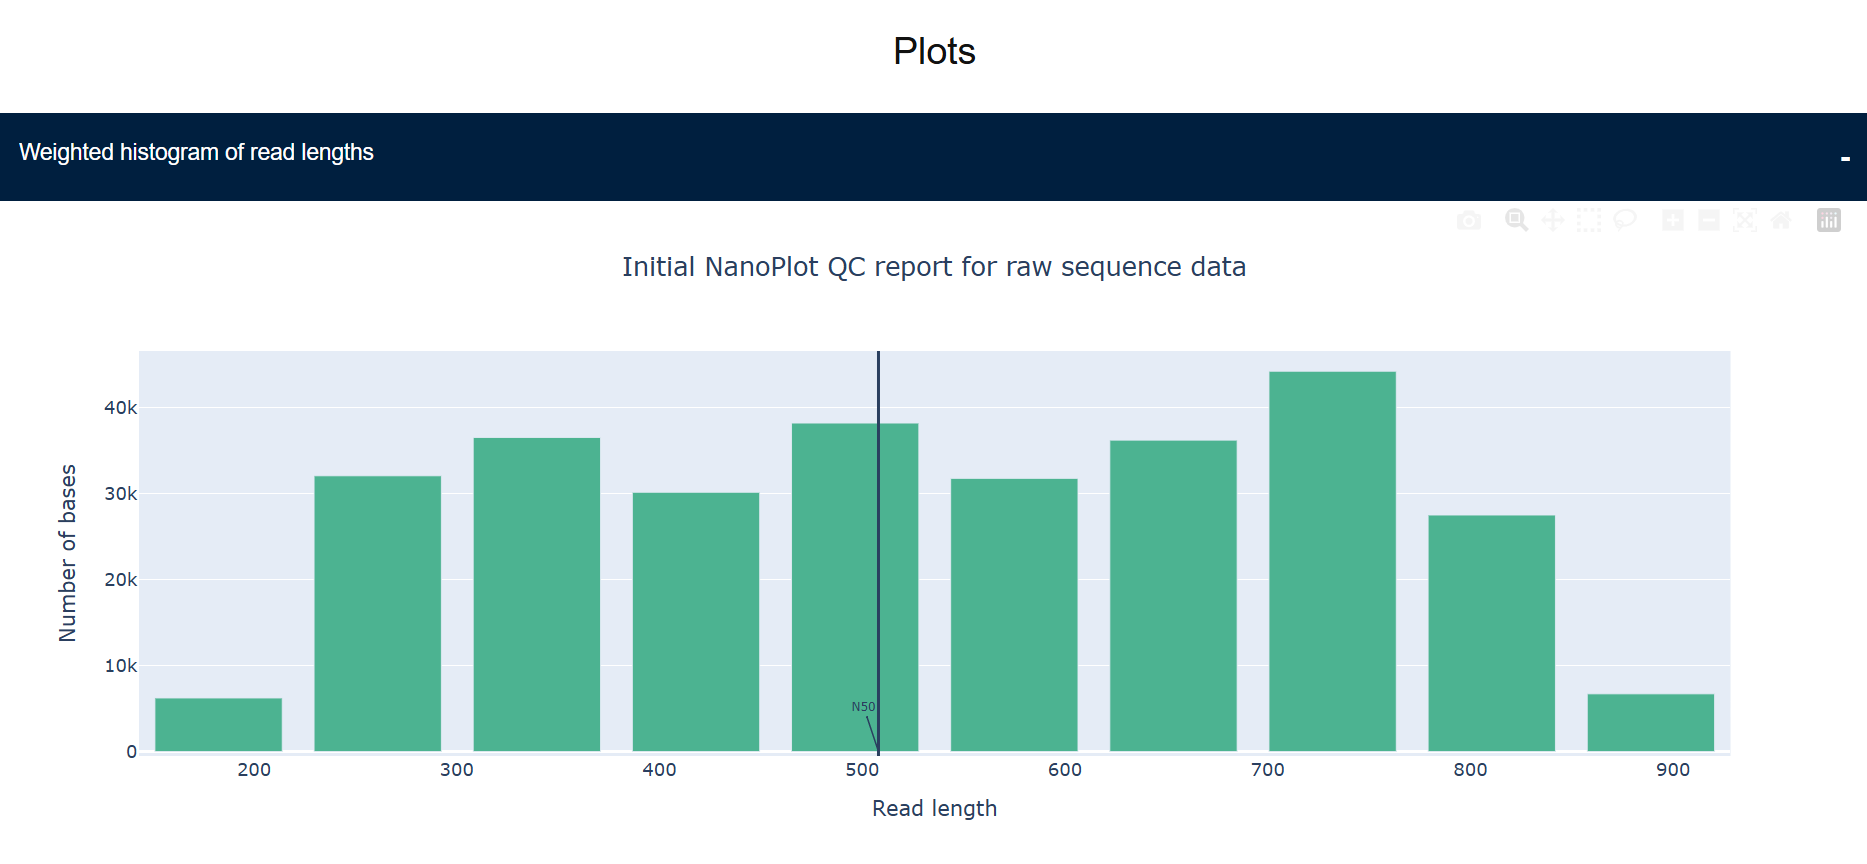 Plots
Weighted histogram of read lengths
-
Initial NanoPlot QC report for raw sequence data
40k
30k
20k
10k
0
Number of bases
N50
200 300 400 500 600 700 800 900
Read length